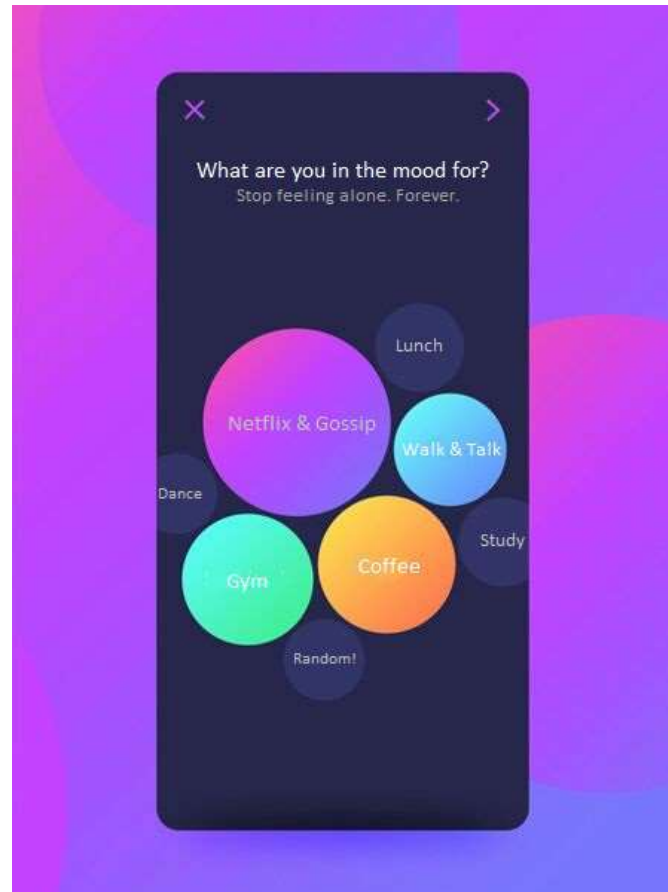 What are you in the mood for?
Stop feeling alone. Forever.
Lunch
Netflix & Gossip
Walk & Talk
Dance
Study
Coffee
Gym
Random!